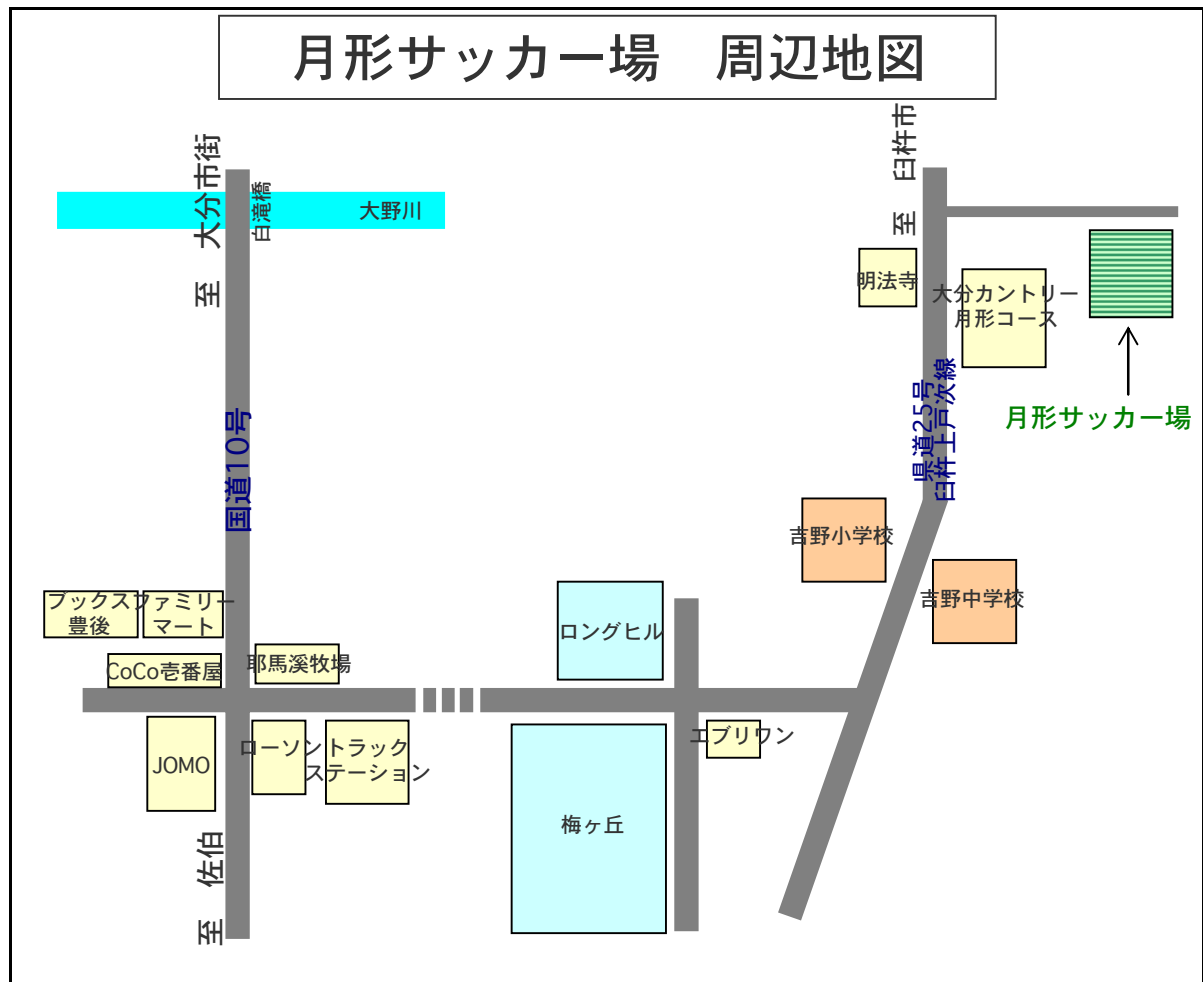 月形サッカー場　周辺地図
至　大分市街
白滝橋
大野川
至　臼杵市
明法寺
大分カントリー
月形コース
月形サッカー場
国道10号
県道25号
臼杵上戸次線
吉野小学校
吉野中学校
ブックス
豊後
ファミリー
マート
CoCo壱番屋
耶馬溪牧場
ロングヒル
JOMO
ローソン
トラック
ステーション
エブリワン
梅ヶ丘
至　佐伯